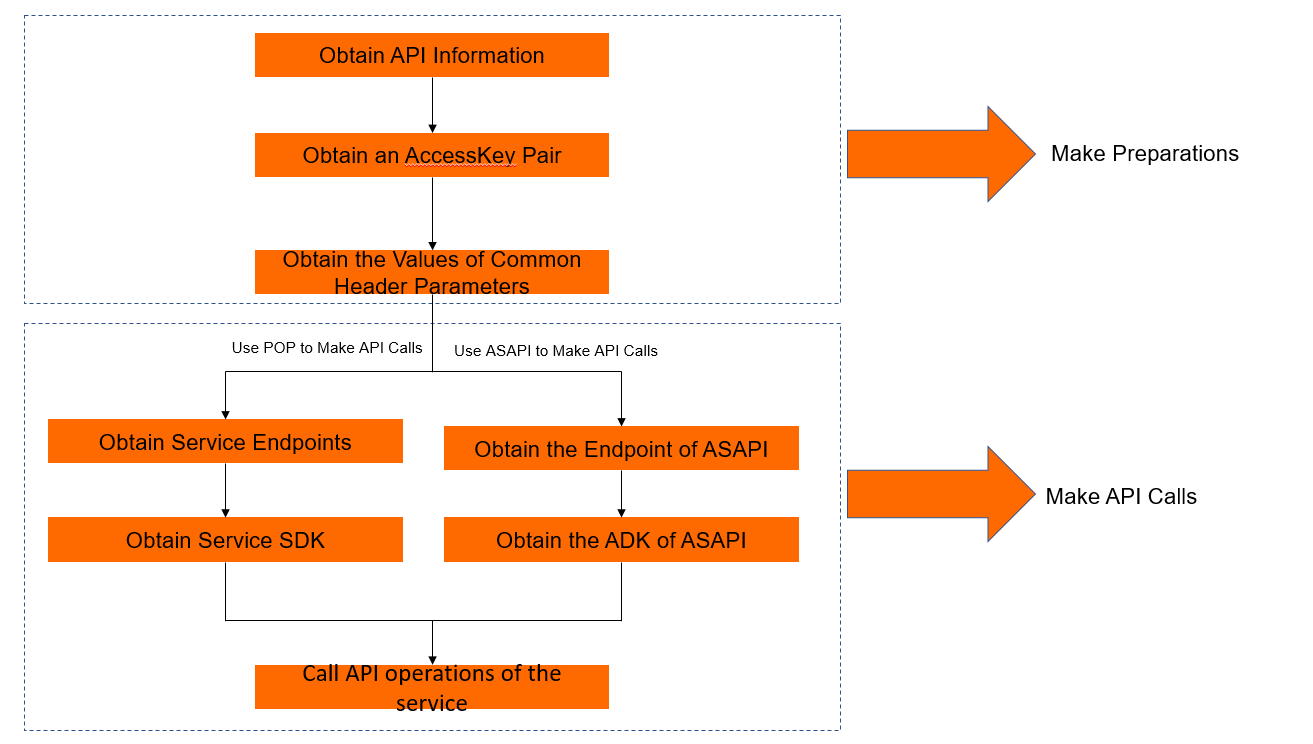 Obtain API Information
Obtain an AccessKey Pair
Make Preparations
Obtain the Values of Common
Header Parameters
Use POP to Make API Calls
Use ASAPI to Make API Calls
Obtain Service Endpoints
Obtain the Endpoint of ASAPI
Make API Calls
Obtain Service SDK
Obtain the ADK of ASAPI
Call API operations of the
service